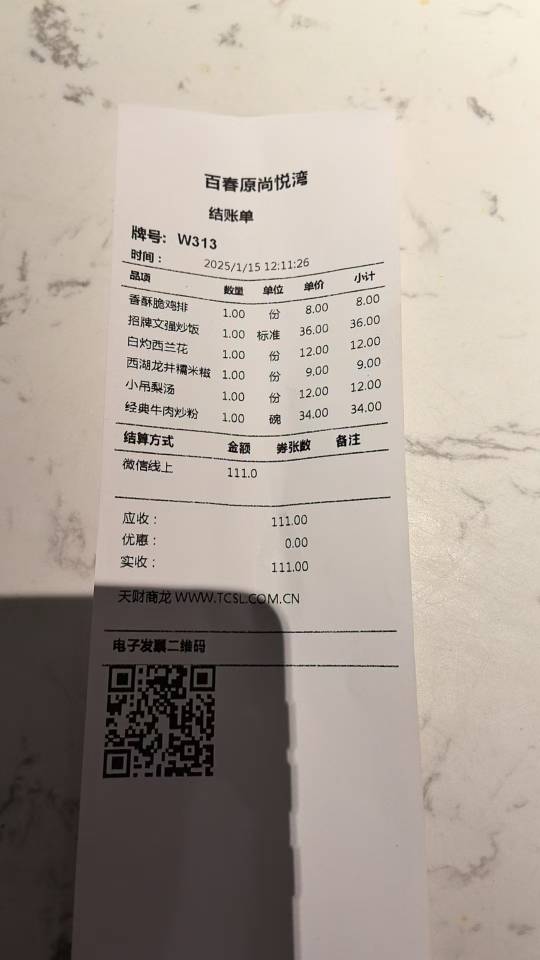 百春原尚悦湾
结账单
牌号: W313
时间: 2025/1/15 12:11:26
品项 数量 单位 单价 小计
香酥脆鸡排 1.00 份 8.00 8.00
招牌文强炒饭 1.00 标准 36.00 36.00
白灼西兰花 1.00 份 12.00 12.00
西湖龙井糯米糍 1.00 份 9.00 9.00
小吊梨汤 1.00 份 12.00 12.00
经典牛肉炒粉 1.00 碗 34.00 34.00
结算方式 金额 券张数 备注
微信线上 111.0
应收: 111.00
优惠: 0.00
实收: 111.00
天财商龙 WWW.TCSL.COM.CN
电子发票二维码